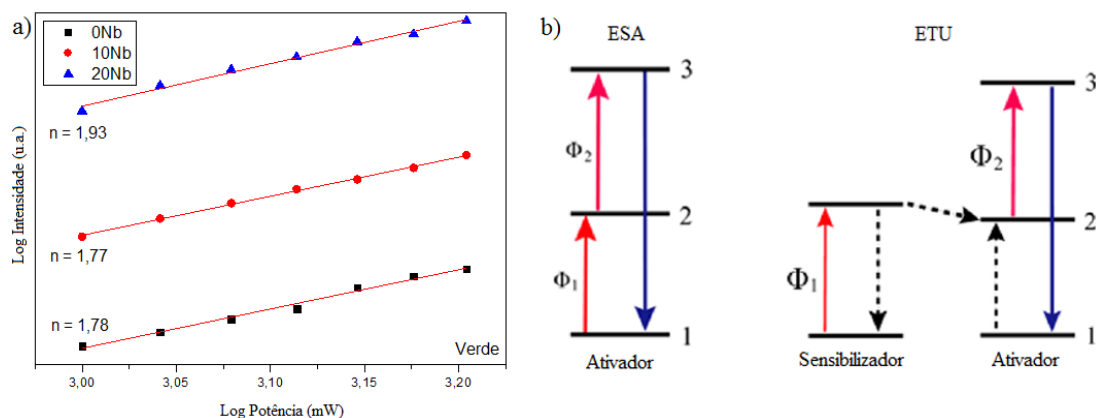 a)
0Nb
10Nb
20Nb
n = 1,93
n = 1,77
n = 1,78
Verde
Log Intensidade (u.a.)
3,00 3,05 3,10 3,15 3,20
Log Potência (mW)
b)
ESA
3
Φ2
2
Φ1
1
Ativador
ETU
3
Φ2
2
Φ1
1
Sensibilizador
Ativador